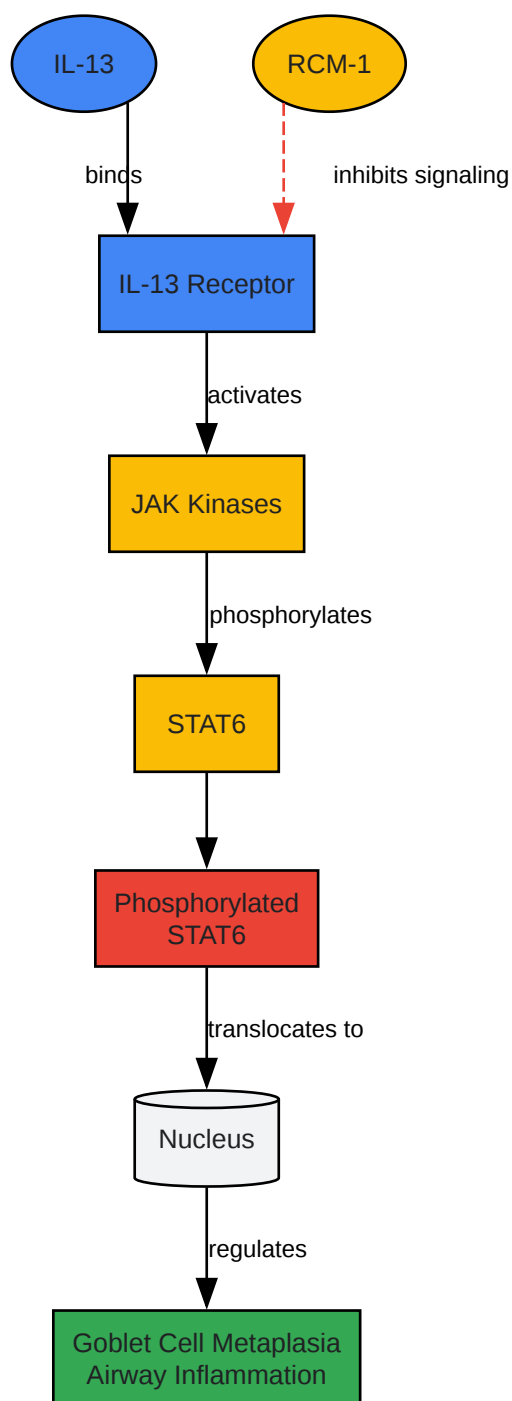 IL-13
RCM-1
binds
inhibits signaling
IL-13 Receptor
activates
JAK Kinases
phosphorylates
STAT6
Phosphorylated
STAT6
translocates to
Nucleus
regulates
Goblet Cell Metaplasia
Airway Inflammation